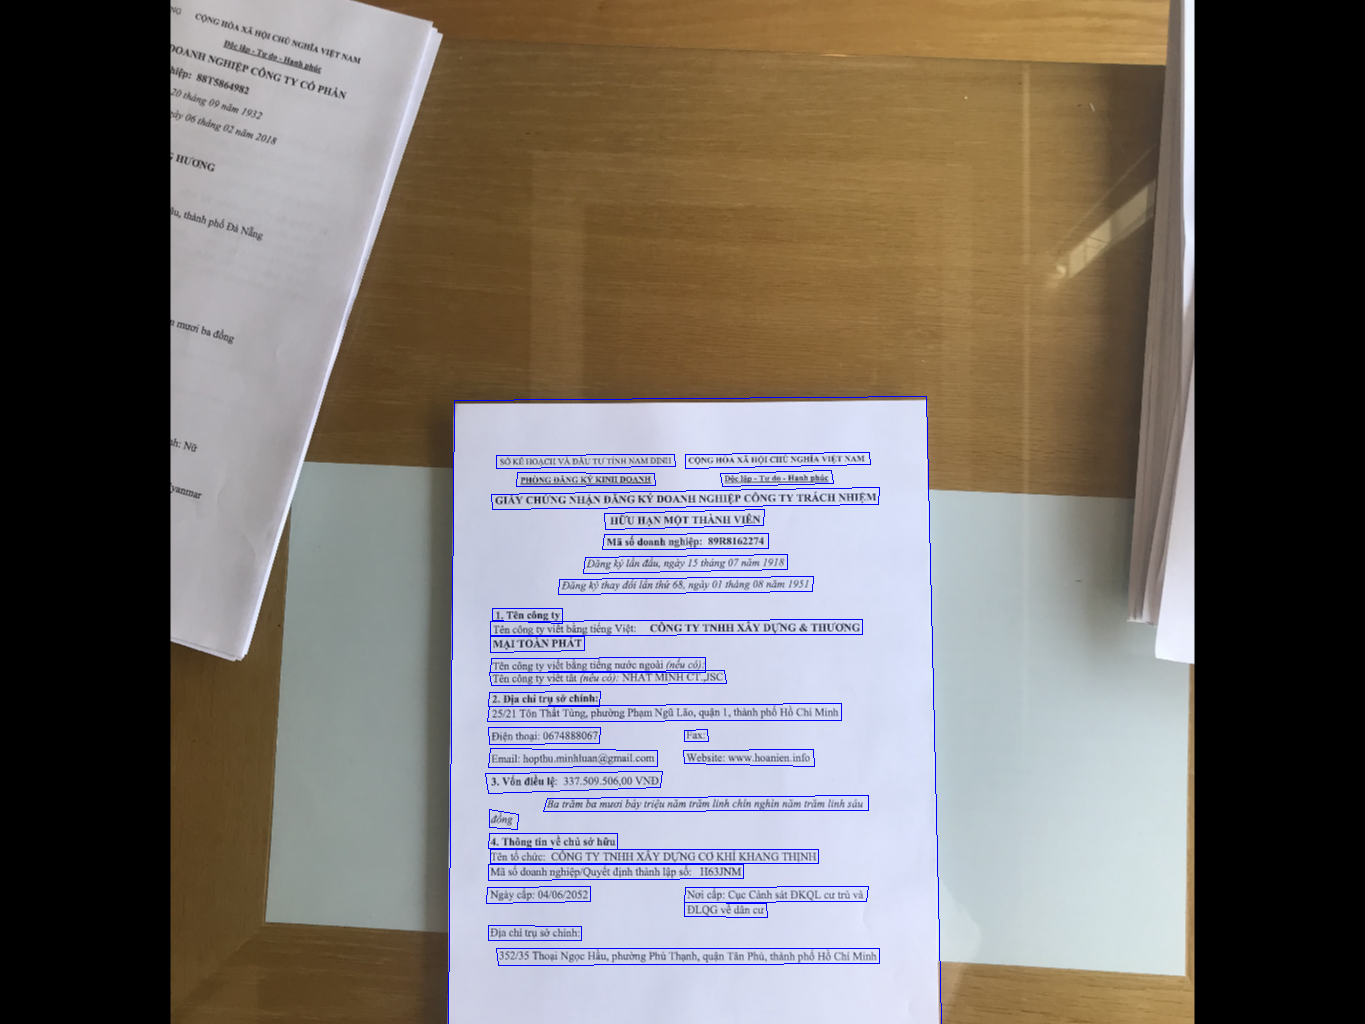 NG CỘNG HÒA XÃ HỘI CHỦ NGHĨA VIỆT NAM
Độc lập - Tự do - Hạnh phúc
DOANH NGHIỆP CÔNG TY CỔ PHẦN
hiệp: 88T5864982
20 tháng 09 năm 1932
gày 06 tháng 02 năm 2018
G HƯƠNG
ậu, thành phố Đà Nẵng
n mươi ba đồng
nh: Nữ
yanmar
SỞ KẾ HOẠCH VÀ ĐẦU TƯ TỈNH NAM ĐỊNH
CỘNG HÒA XÃ HỘI CHỦ NGHĨA VIỆT NAM
PHÒNG ĐĂNG KÝ KINH DOANH
Độc lập - Tự do - Hạnh phúc
GIẤY CHỨNG NHẬN ĐĂNG KÝ DOANH NGHIỆP CÔNG TY TRÁCH NHIỆM
HỮU HẠN MỘT THÀNH VIÊN
Mã số doanh nghiệp: 89R8162274
Đăng ký lần đầu, ngày 15 tháng 07 năm 1918
Đăng ký thay đổi lần thứ 68, ngày 01 tháng 08 năm 1951
1. Tên công ty
Tên công ty viết bằng tiếng Việt: CÔNG TY TNHH XÂY DỰNG & THƯƠNG
MẠI TOÀN PHÁT
Tên công ty viết bằng tiếng nước ngoài (nếu có):
Tên công ty viết tắt (nếu có): NHAT MINH CT.,JSC
2. Địa chỉ trụ sở chính:
25/21 Tôn Thất Tùng, phường Phạm Ngũ Lão, quận 1, thành phố Hồ Chí Minh
Điện thoại: 0674888067
Fax:
Email: hopthu.minhluan@gmail.com
Website: www.hoanien.info
3. Vốn điều lệ: 337.509.506,00 VNĐ
Ba trăm ba mươi bảy triệu năm trăm linh chín nghìn năm trăm linh sáu
đồng
4. Thông tin về chủ sở hữu
Tên tổ chức: CÔNG TY TNHH XÂY DỰNG CƠ KHÍ KHANG THỊNH
Mã số doanh nghiệp/Quyết định thành lập số: H63JNM
Ngày cấp: 04/06/2052
Nơi cấp: Cục Cảnh sát ĐKQL cư trú và
ĐLQG về dân cư
Địa chỉ trụ sở chính:
352/35 Thoại Ngọc Hầu, phường Phú Thạnh, quận Tân Phú, thành phố Hồ Chí Minh